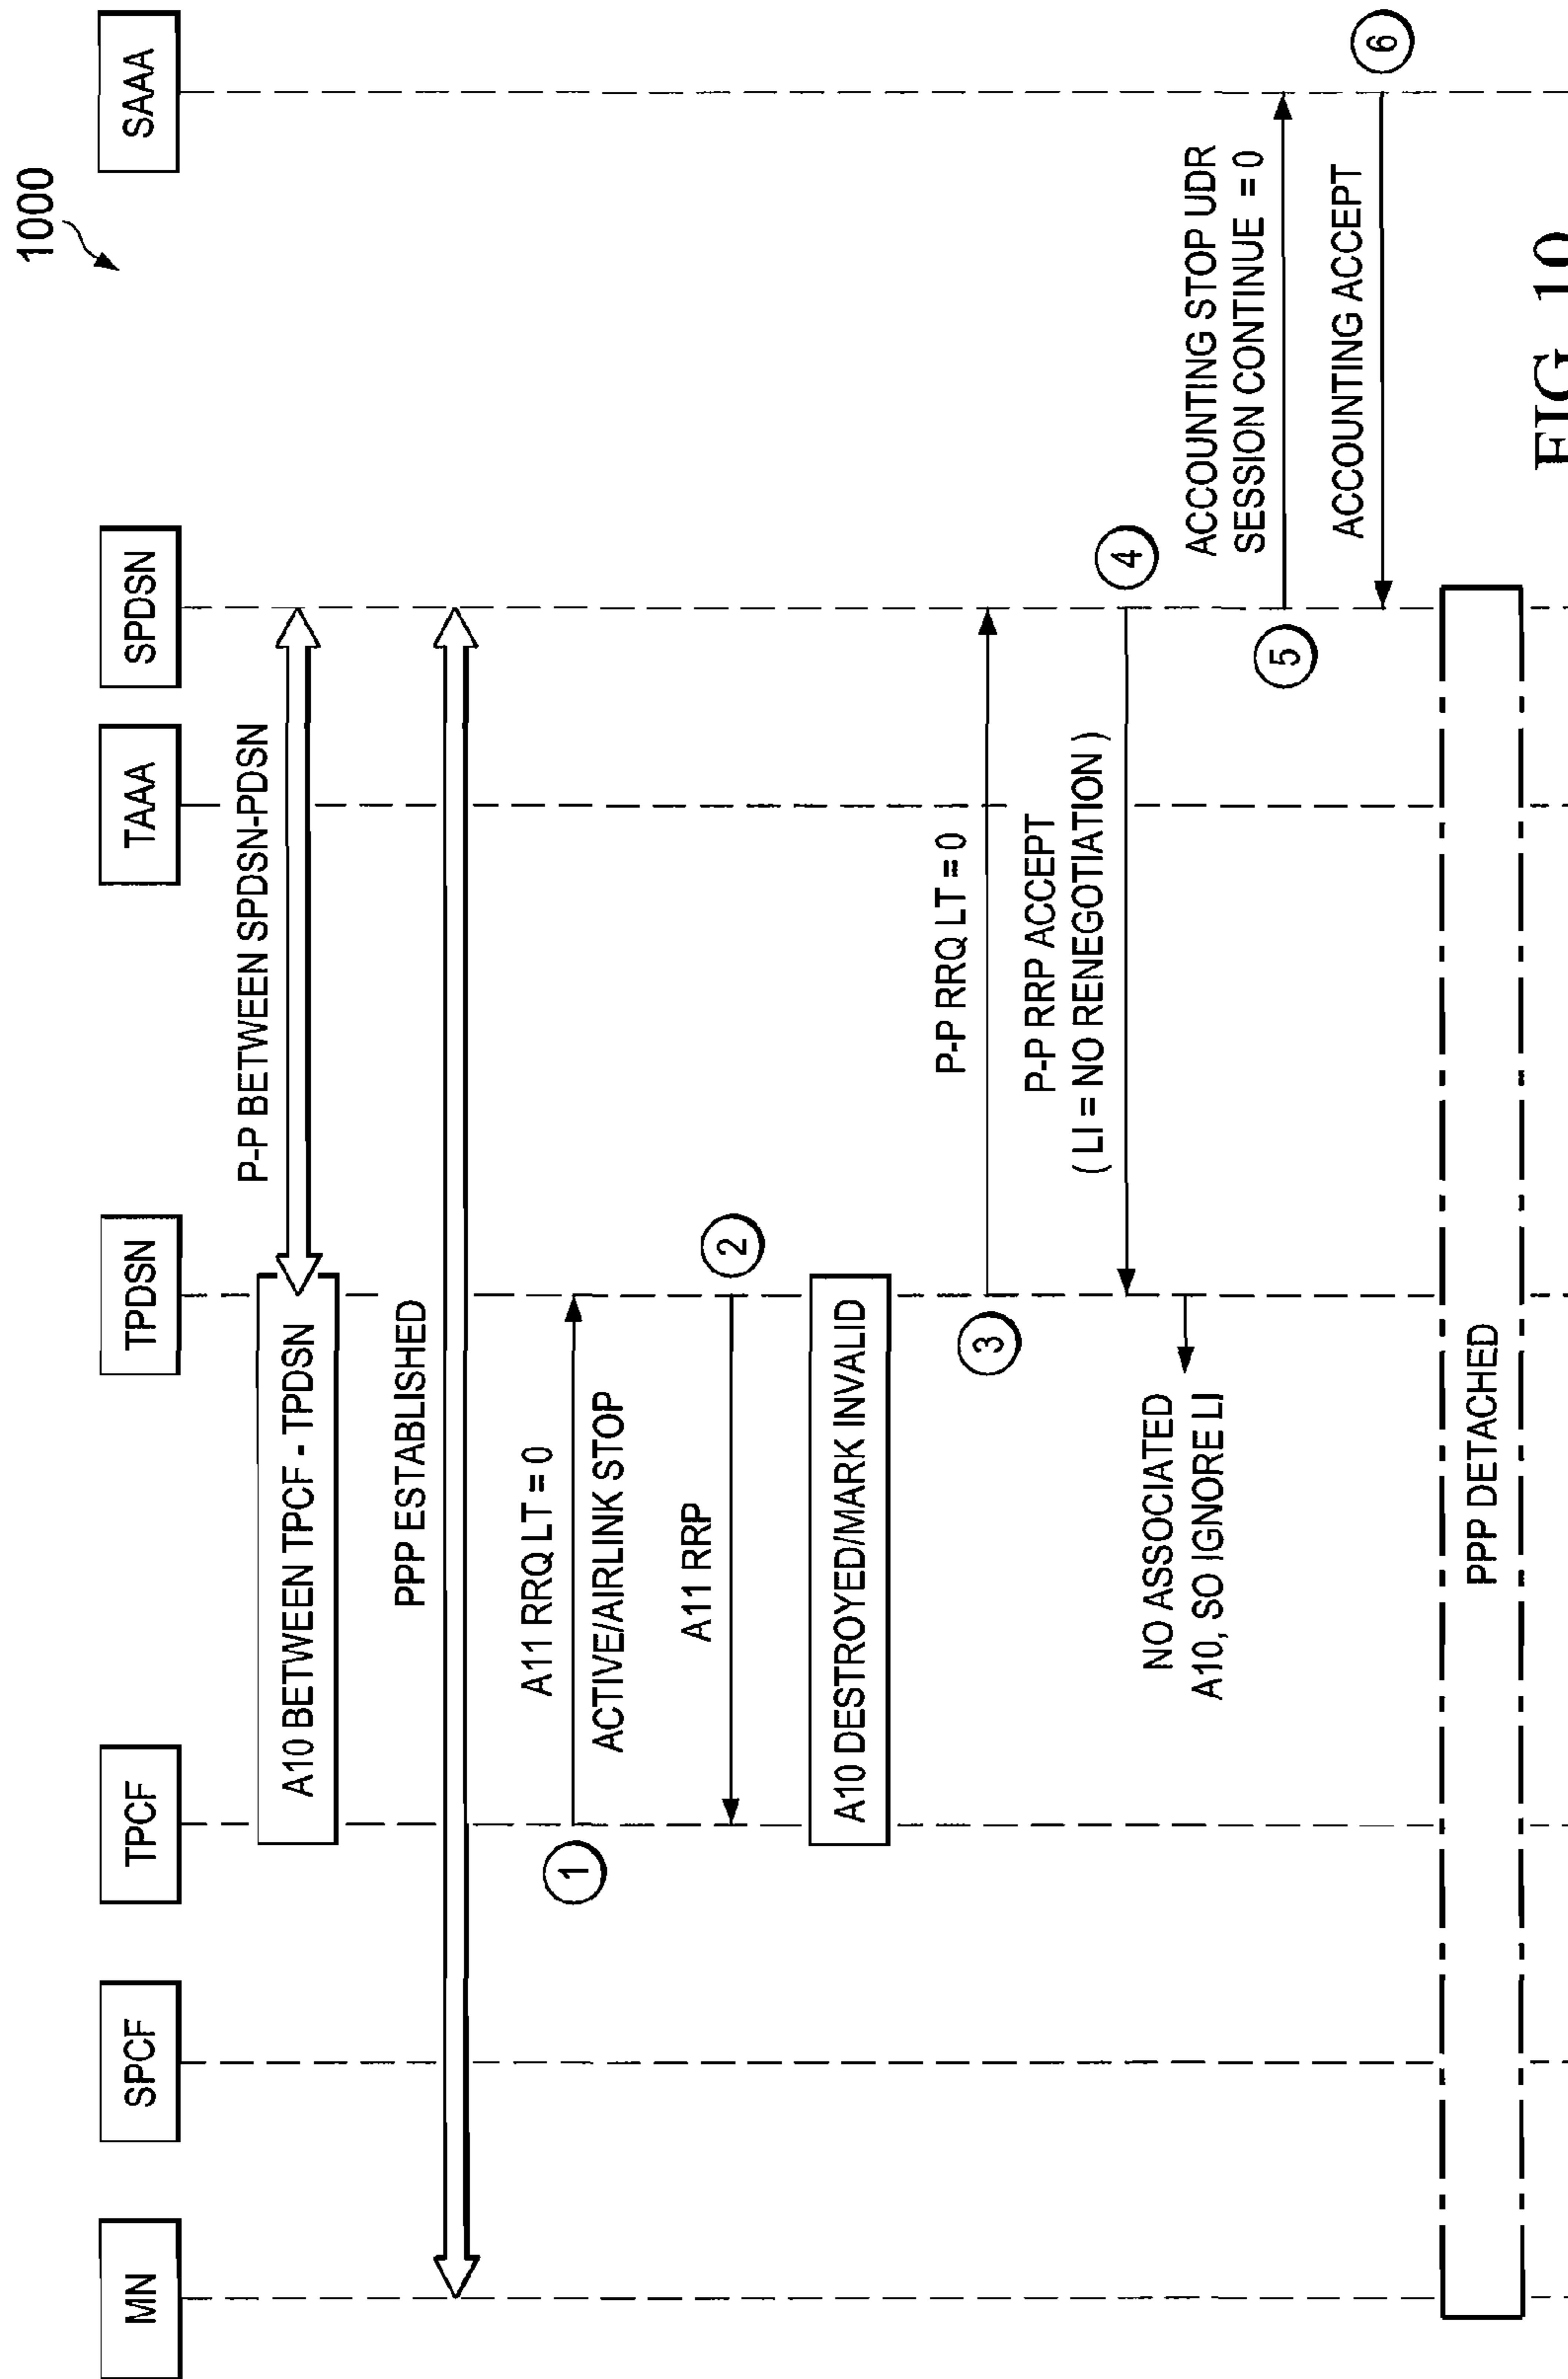 1000
MN
SPCF
TPCF
TPDSN
TAAA
SPDSN
SAAA
A10 BETWEEN TPCF - TPDSN
P-P BETWEEN SPDSN-PDSN
PPP ESTABLISHED
1
A11 RRQ LT = 0
ACTIVE/AIRLINK STOP
A11 RRP
2
A10 DESTROYED/MARK INVALID
3
P-P RRQ LT = 0
P-P RRP ACCEPT
( LI = NO RENEGOTIATION )
4
NO ASSOCIATED
A10, SO IGNORE LI
5
ACCOUNTING STOP UDR
SESSION CONTINUE = 0
ACCOUNTING ACCEPT
6
PPP DETACHED
FIG. 10